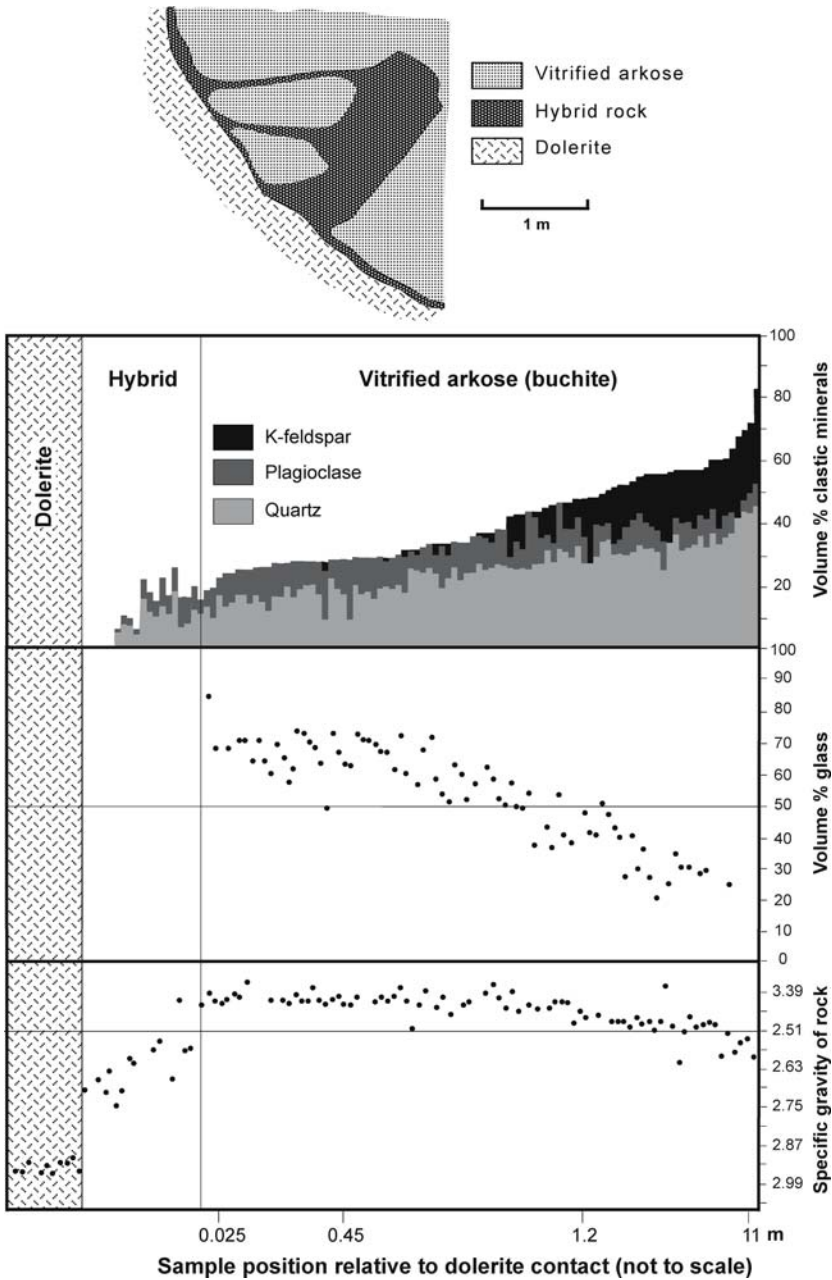 Vitrified arkose
Hybrid rock
Dolerite
1 m
Dolerite
Hybrid
Vitrified arkose (buchite)
K-feldspar
Plagioclase
Quartz
100
80
60
40
20
Volume % clastic minerals
100
90
80
70
60
50
40
30
20
10
0
Volume % glass
3.39
2.51
2.63
2.75
2.87
2.99
Specific gravity of rock
0.025
0.45
1.2
11 m
Sample position relative to dolerite contact (not to scale)